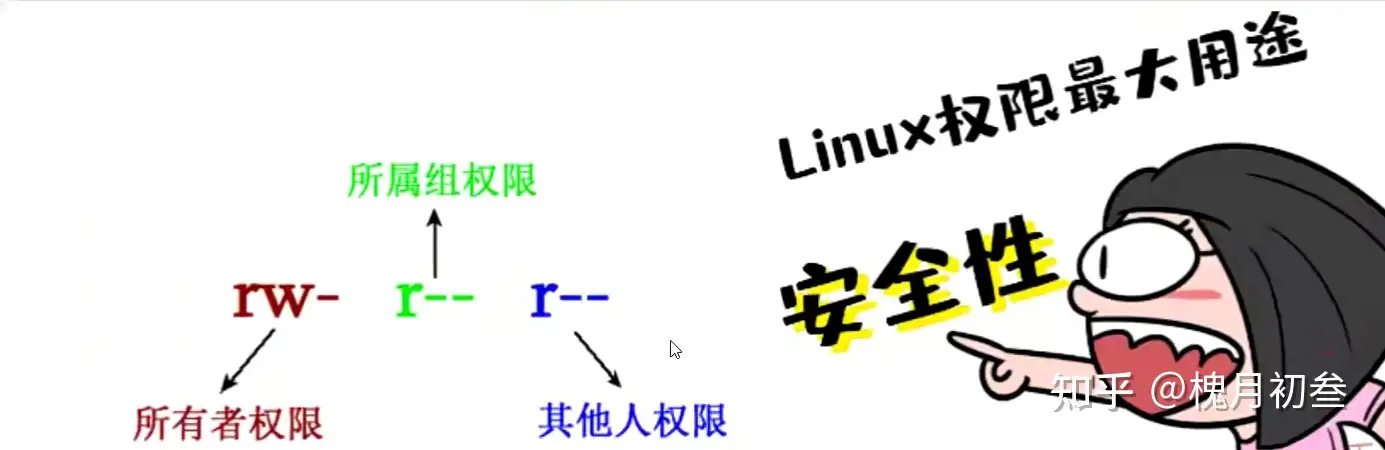 Linux权限最大用途
所属组权限
安全性
rw- r-- r--
所有者权限 其他人权限
知乎 @槐月初叁